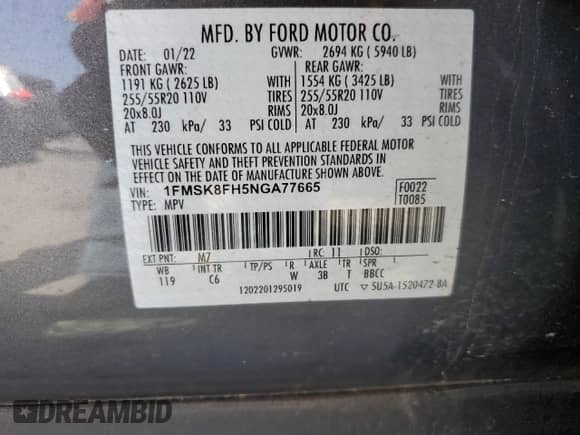 MFD. BY FORD MOTOR CO.
DATE: 01/22 GVWR: 2694 KG ( 5940 LB)
FRONT GAWR: REAR GAWR:
1191 KG ( 2625 LB) WITH 1554 KG ( 3425 LB) WITH
255/55R20 110V TIRES 255/55R20 110V TIRES
20x8.0J RIMS 20x8.0J RIMS
AT 230 kPa/ 33 PSI COLD AT 230 kPa/ 33 PSI COLD
THIS VEHICLE CONFORMS TO ALL APPLICABLE FEDERAL MOTOR
VEHICLE SAFETY AND THEFT PREVENTION STANDARDS IN
EFFECT ON THE DATE OF MANUFACTURE SHOWN ABOVE.
VIN: 1FMSK8FH5NGA77665 F0022
TYPE: MPV T0085
EXT PNT: M7 RC: 11 DSO:
WB INT TR TP/PS R AXLE TR SPR
119 C6 W 3B T BBCC
1202201295019 UTC ▽ 5U5A-1520472-BA
DREAMBID